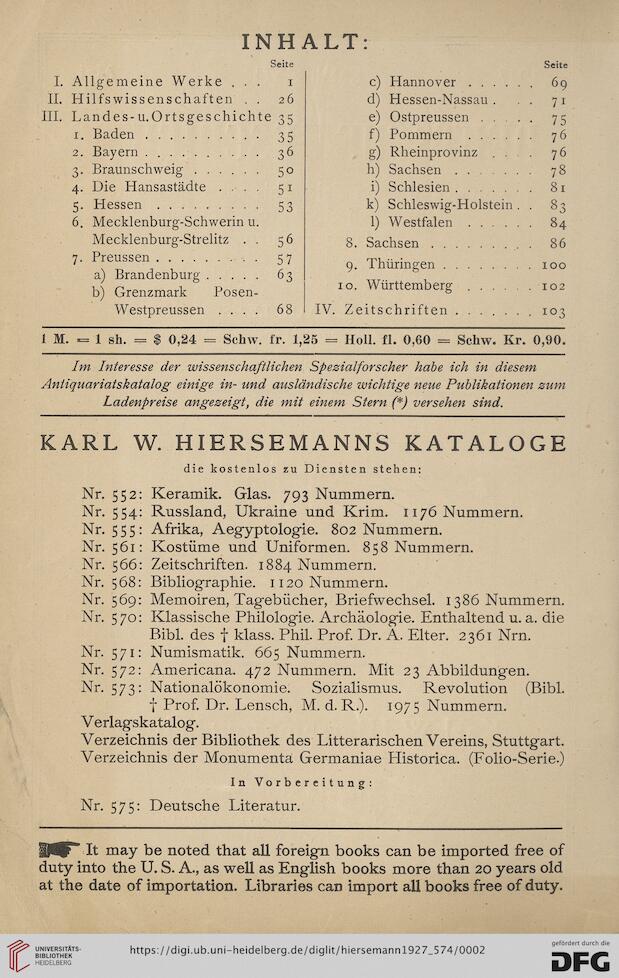 INHALT:
Seite
I. Allgemeine Werke . . . 1
II. Hilfswissenschaften . . 26
III. Landes- u. Ortsgeschichte 35
1. Baden . . . . . . . . . . 35
2. Bayern . . . . . . . . . . 36
3. Braunschweig . . . . . . 50
4. Die Hansastädte . . . . 51
5. Hessen . . . . . . . . . 53
6. Mecklenburg-Schwerin u.
Mecklenburg-Strelitz . . 56
7. Preussen . . . . . . . . . 57
a) Brandenburg . . . . . 63
b) Grenzmark Posen-
Westpreussen . . . . 68
Seite
c) Hannover . . . . . . 69
d) Hessen-Nassau . . . . 71
e) Ostpreussen . . . . . 75
f) Pommern . . . . . . 76
g) Rheinprovinz . . . . 76
h) Sachsen . . . . . . . 78
i) Schlesien . . . . . . . 81
k) Schleswig-Holstein . . 83
l) Westfalen . . . . . . 84
8. Sachsen . . . . . . . . . 86
9. Thüringen . . . . . . . . 100
10. Württemberg . . . . . . 102
IV. Zeitschriften . . . . . . . 103
1 M. = 1 sh. = $ 0,24 = Schw. fr. 1,25 = Holl. fl. 0,60 = Schw. Kr. 0,90.
Im Interesse der wissenschaftlichen Spezialforscher habe ich in diesem
Antiquariatskatalog einige in- und ausländische wichtige neue Publikationen zum
Ladenpreise angezeigt, die mit einem Stern (*) versehen sind.
KARL W. HIERSEMANNS KATALOGE
die kostenlos zu Diensten stehen:
Nr. 552: Keramik. Glas. 793 Nummern.
Nr. 554: Russland, Ukraine und Krim. 1176 Nummern.
Nr. 555: Afrika, Aegyptologie. 802 Nummern.
Nr. 561: Kostüme und Uniformen. 858 Nummern.
Nr. 566: Zeitschriften. 1884 Nummern.
Nr. 568: Bibliographie. 1120 Nummern.
Nr. 569: Memoiren, Tagebücher, Briefwechsel. 1386 Nummern.
Nr. 570: Klassische Philologie. Archäologie. Enthaltend u. a. die
Bibl. des † klass. Phil. Prof. Dr. A. Elter. 2361 Nrn.
Nr. 571: Numismatik. 665 Nummern.
Nr. 572: Americana. 472 Nummern. Mit 23 Abbildungen.
Nr. 573: Nationalökonomie. Sozialismus. Revolution (Bibl.
† Prof. Dr. Lensch, M. d. R.). 1975 Nummern.
Verlagskatalog.
Verzeichnis der Bibliothek des Litterarischen Vereins, Stuttgart.
Verzeichnis der Monumenta Germaniae Historica. (Folio-Serie.)
In Vorbereitung:
Nr. 575: Deutsche Literatur.
It may be noted that all foreign books can be imported free of
duty into the U. S. A., as well as English books more than 20 years old
at the date of importation. Libraries can import all books free of duty.
UNIVERSITÄTS-
BIBLIOTHEK
HEIDELBERG
https://digi.ub.uni-heidelberg.de/diglit/hiersemann1927_574/0002
gefördert durch die
DFG